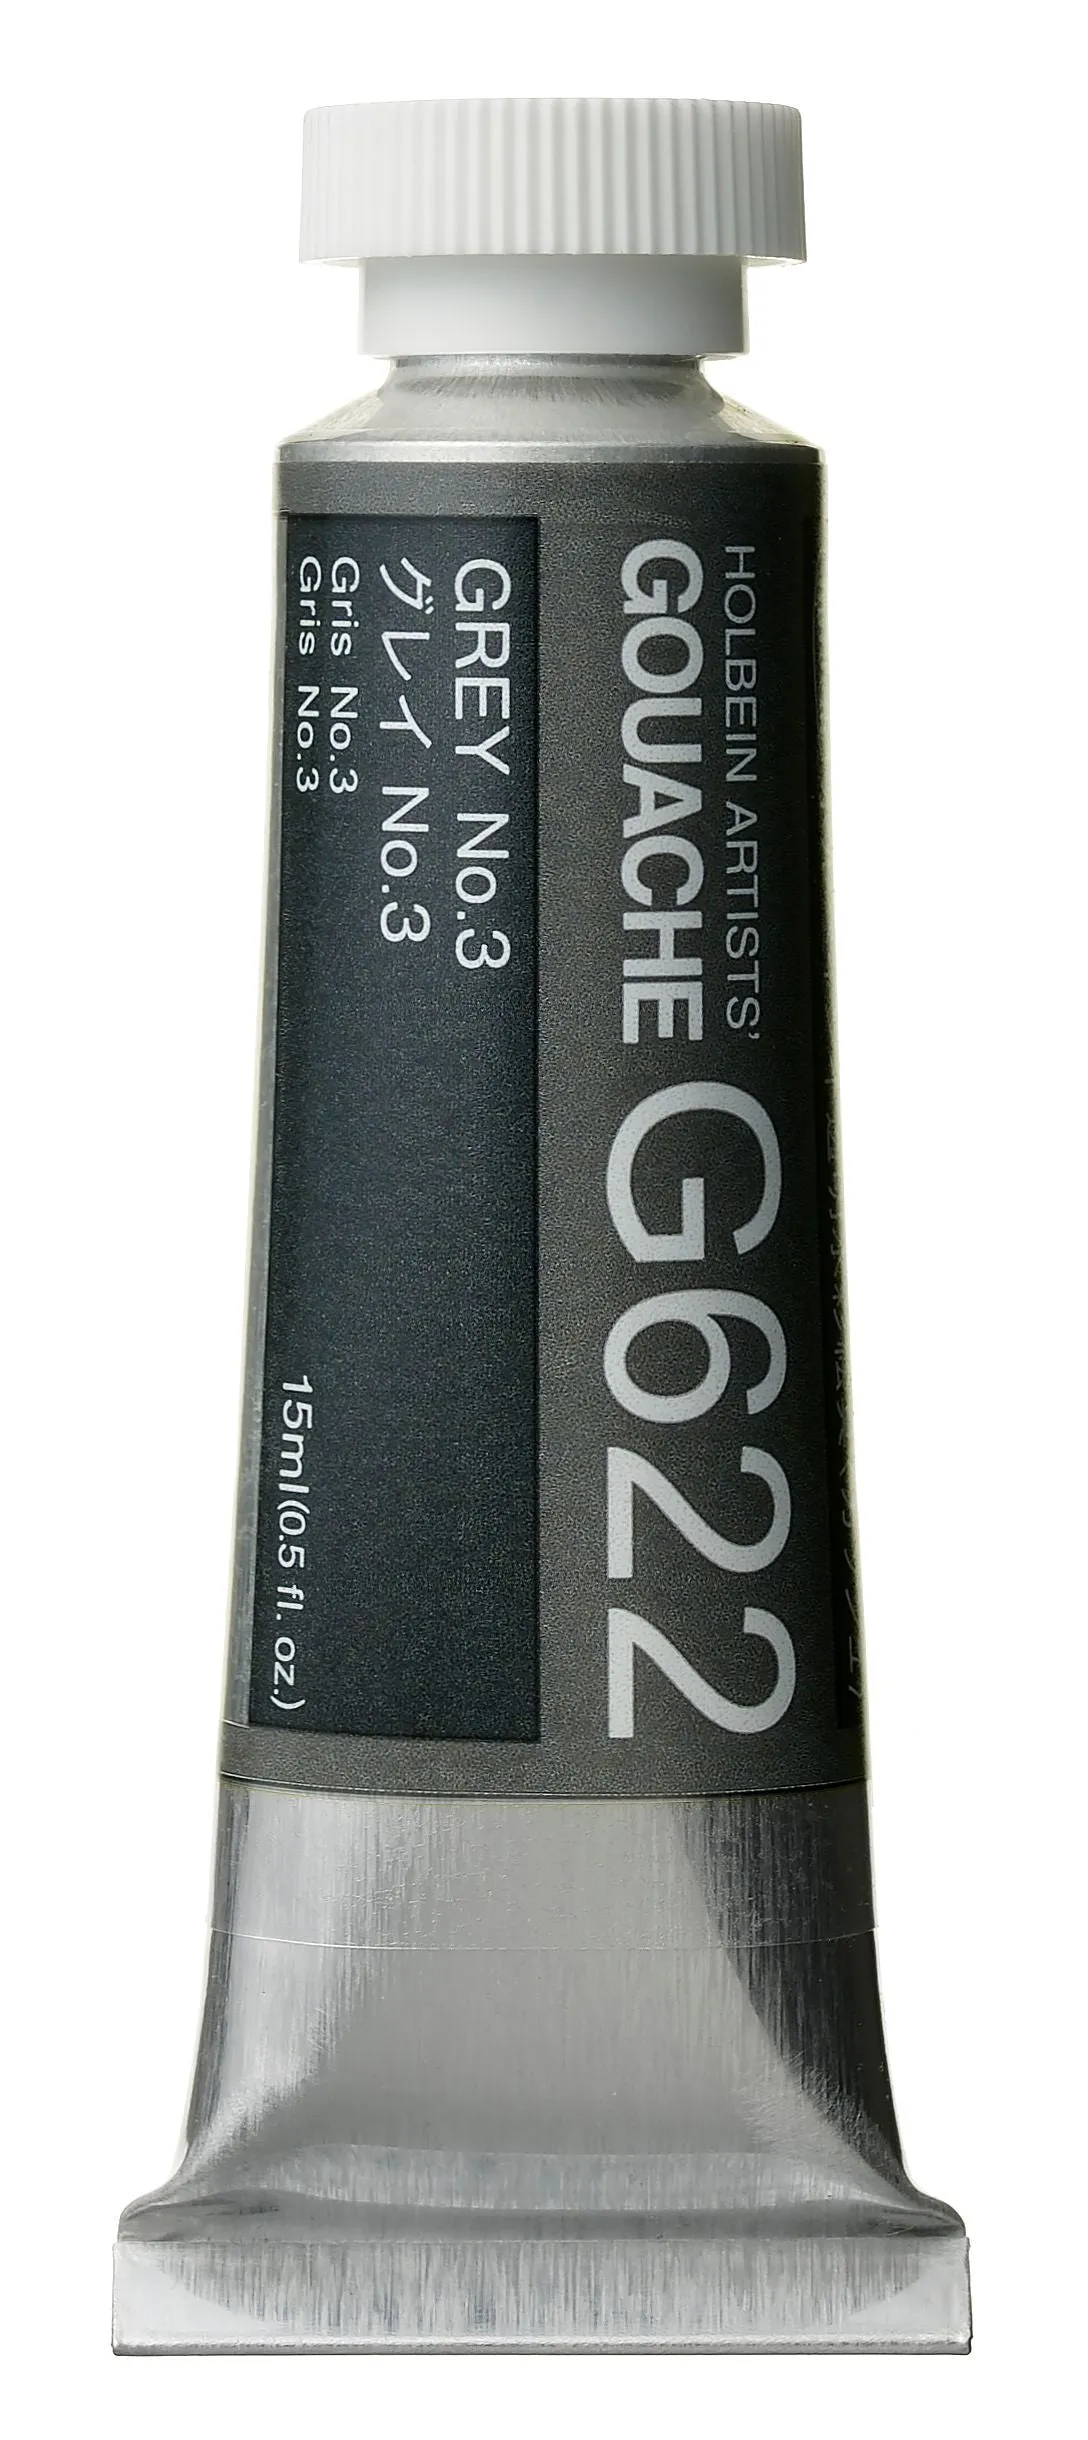 HOLBEIN ARTISTS'
GOUACHE G622
GREY No.3
グレイ No.3
Gris No.3
Gris No.3
15ml(0.5 fl. oz.)